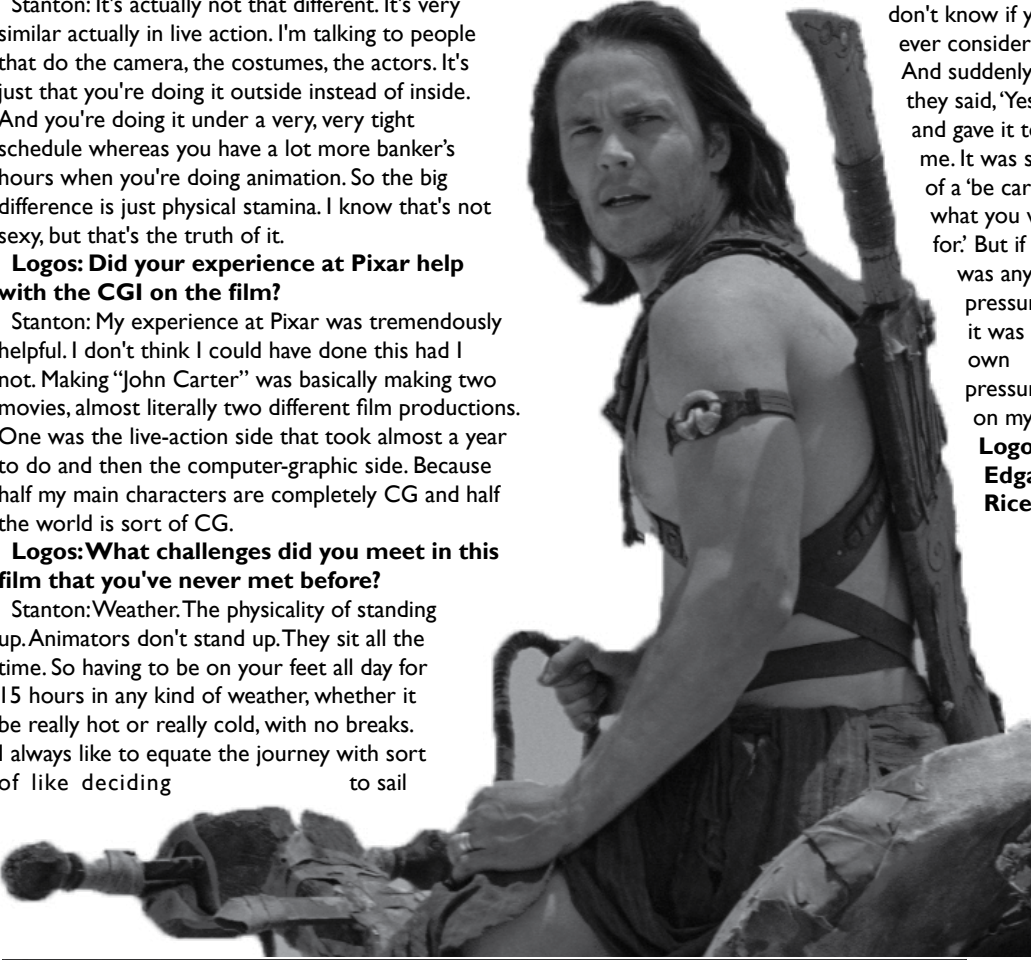 Stanton: It's actually not that different. It's very
similar actually in live action. I'm talking to people
that do the camera, the costumes, the actors. It's
just that you're doing it outside instead of inside.
And you're doing it under a very, very tight
schedule whereas you have a lot more banker’s
hours when you're doing animation. So the big
difference is just physical stamina. I know that's not
sexy, but that's the truth of it.
Logos: Did your experience at Pixar help
with the CGI on the film?
Stanton: My experience at Pixar was tremendously
helpful. I don't think I could have done this had I
not. Making “John Carter” was basically making two
movies, almost literally two different film productions.
One was the live-action side that took almost a year
to do and then the computer-graphic side. Because
half my main characters are completely CG and half
the world is sort of CG.
Logos: What challenges did you meet in this
film that you've never met before?
Stanton: Weather. The physicality of standing
up. Animators don't stand up. They sit all the
time. So having to be on your feet all day for
15 hours in any kind of weather, whether it
be really hot or really cold, with no breaks.
I always like to equate the journey with sort
of like deciding to sail
don't know if
ever consider
And suddenly
they said, ‘Yes
and gave it
me. It was
of a ‘be
what you
for.’ But if
was any
it was
own
on my
Edga
Rice